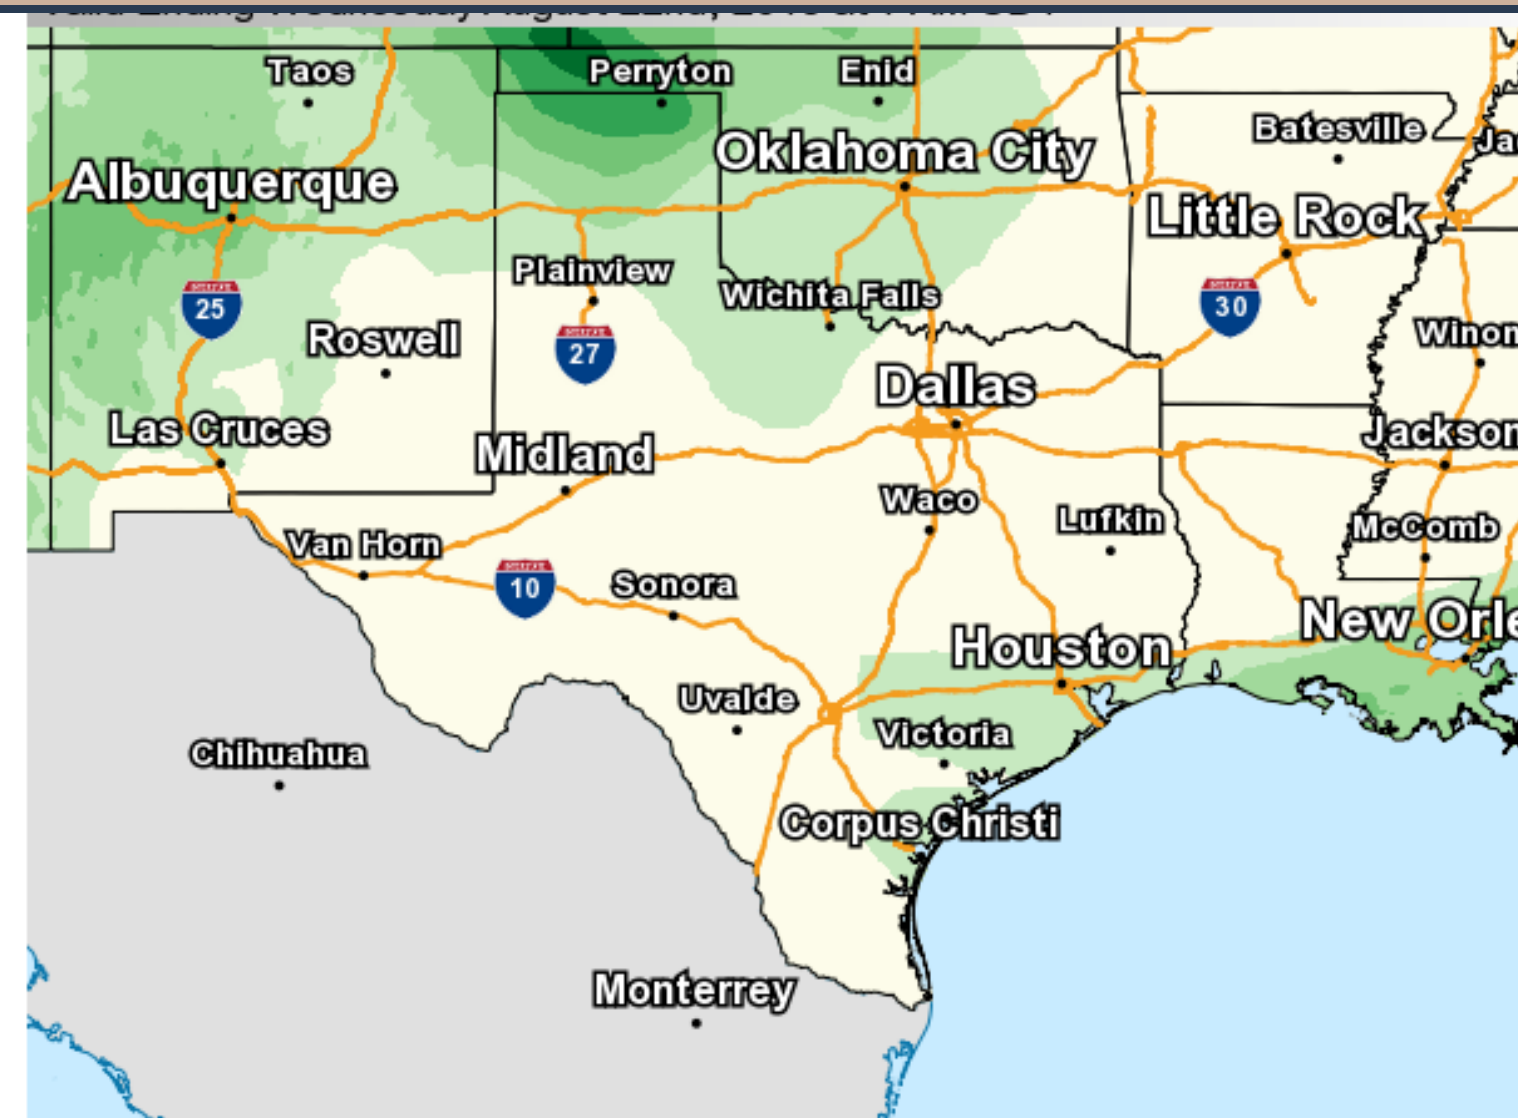 Taos
Perryton
Enid
Oklahoma City
Batesville
Albuquerque
Little Rock
Plainview
Wichita Falls
25
30
Roswell
27
Dallas
Las Cruces
Midland
Jackson
Waco
Lufkin
McComb
Van Horn
10
Sonora
New Orle
Houston
Uvalde
Victoria
Chihuahua
Corpus Christi
Monterrey